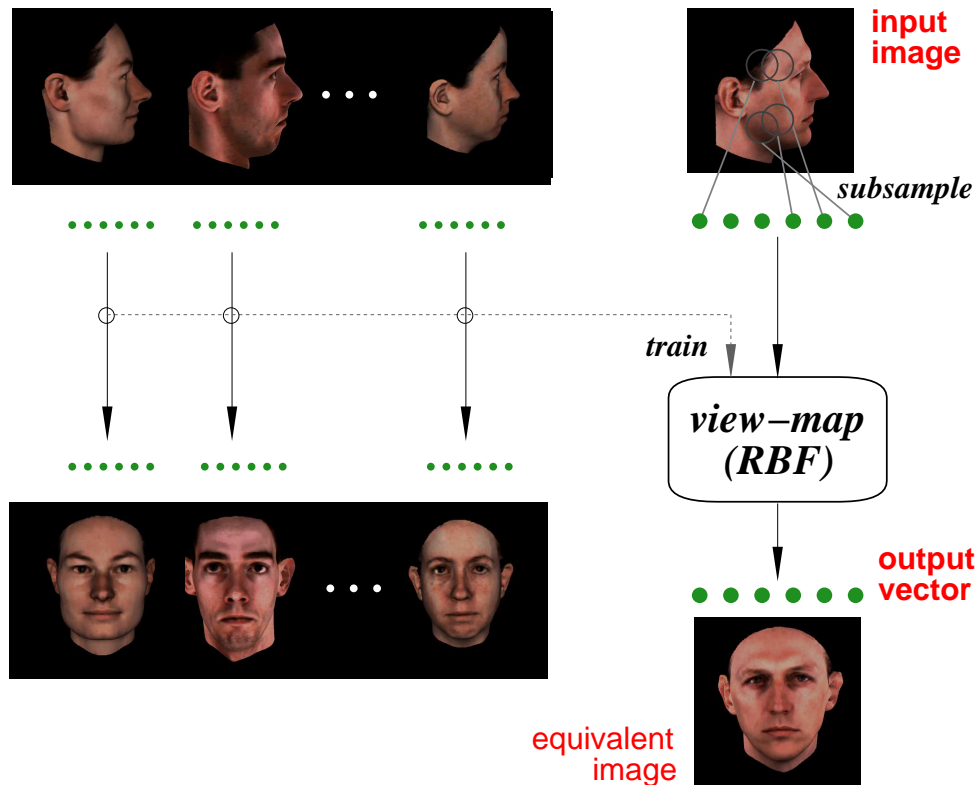 input
image
subsample
train
view–map
(RBF)
output
vector
equivalent
image